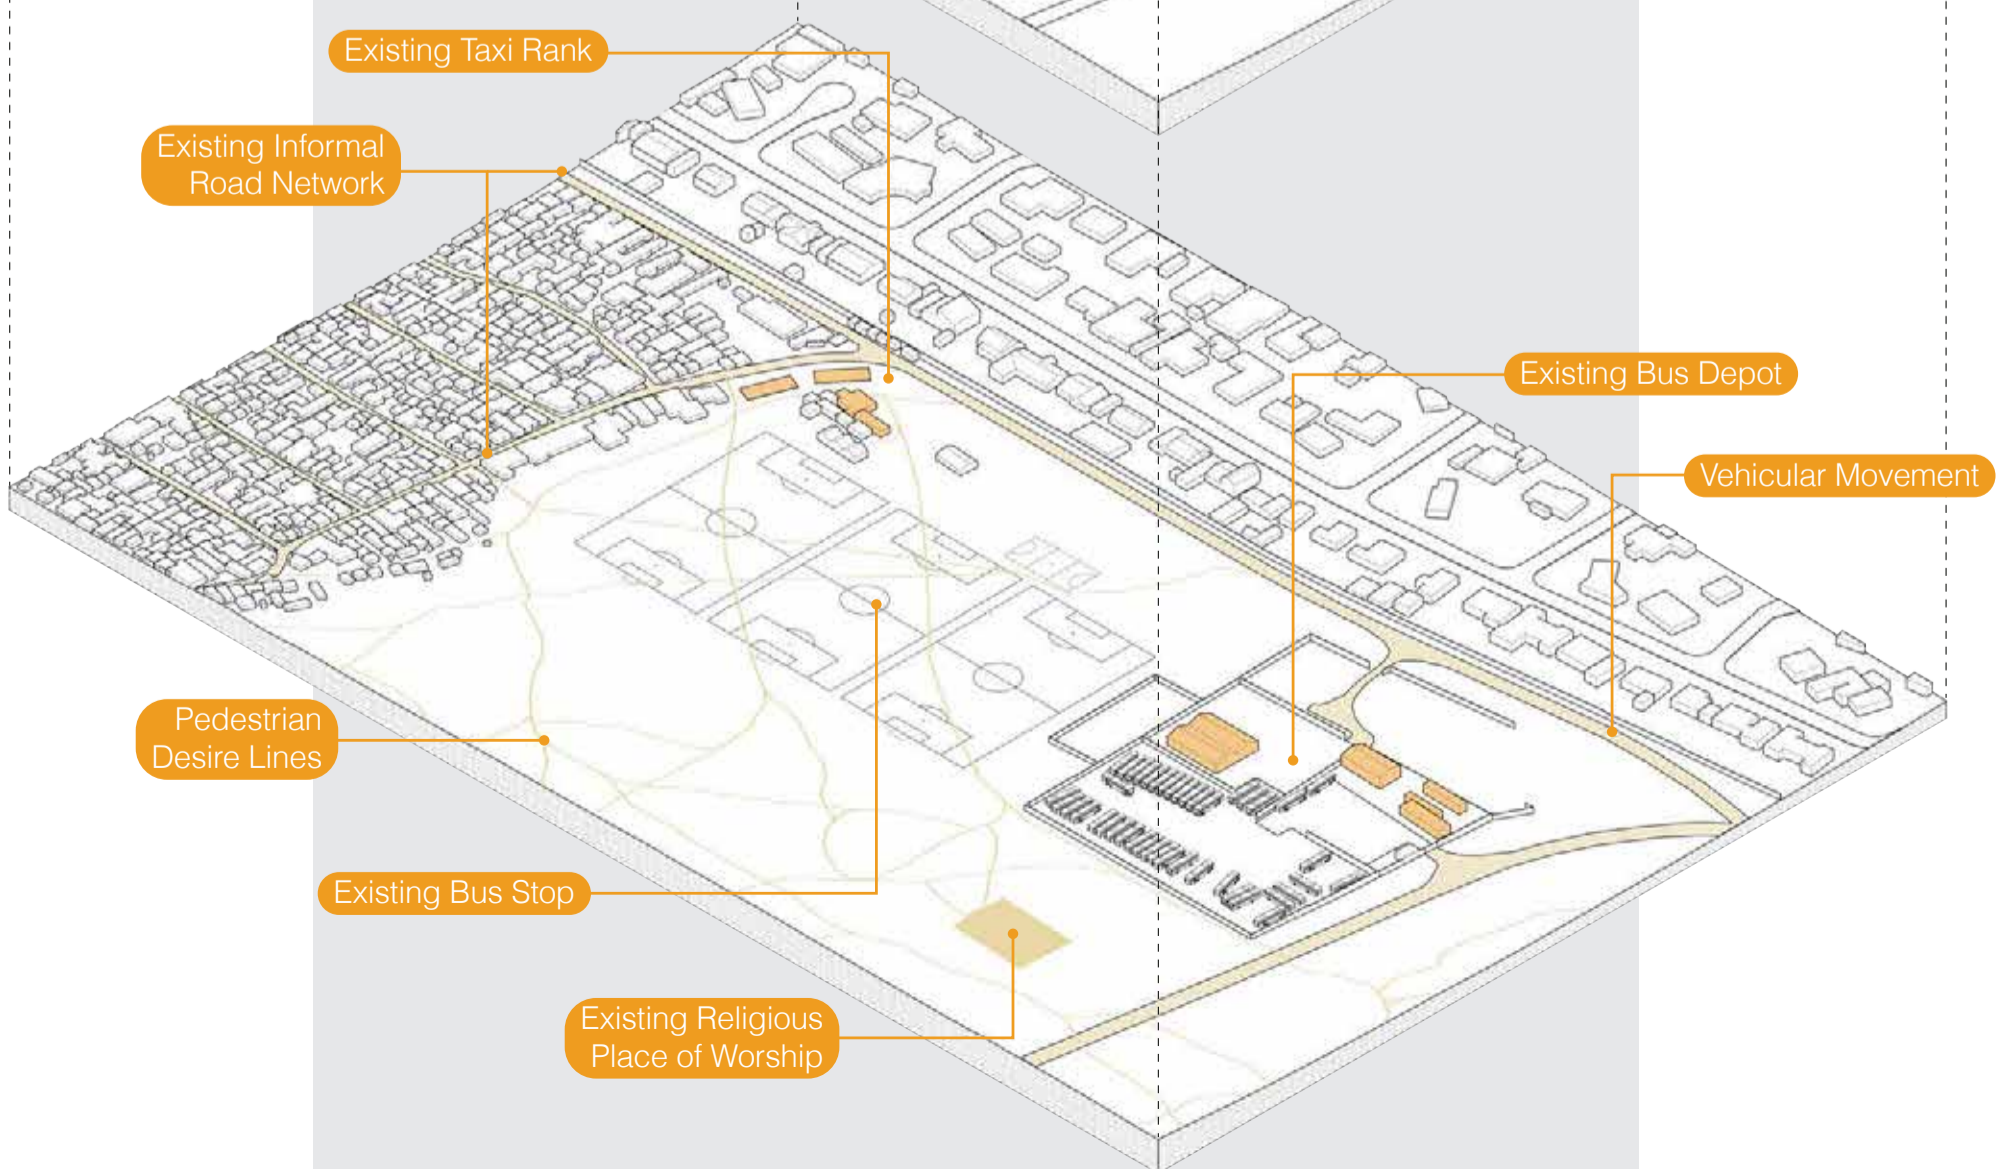 Existing Taxi Rank
Existing Informal
Road Network
Existing Bus Depot
Vehicular Movement
Pedestrian
Desire Lines
Existing Bus Stop
Existing Religious
Place of Worship